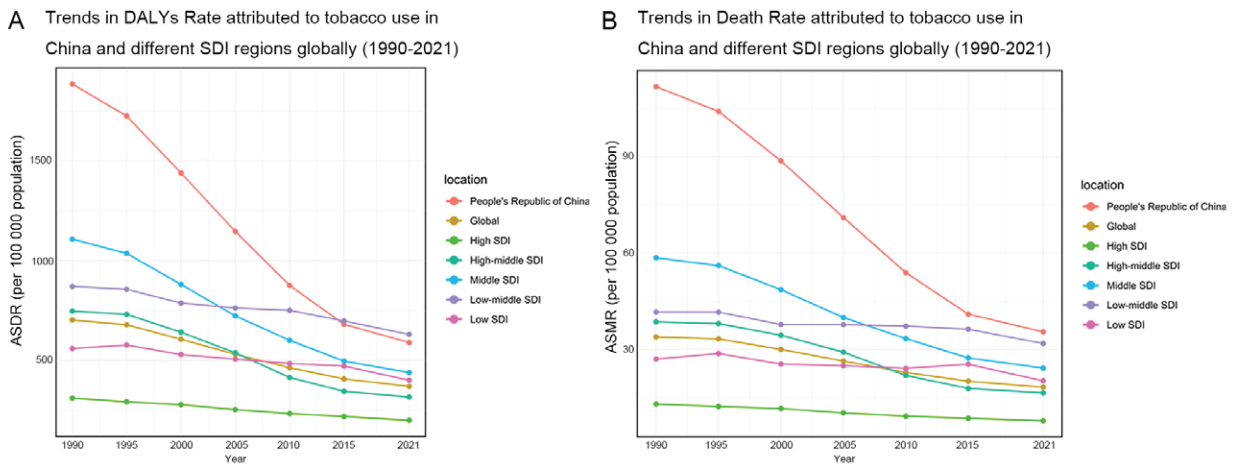 A
Trends in DALYs Rate attributed to tobacco use in
China and different SDI regions globally (1990-2021)
ASDR (per 100 000 population)
1500
1000
500
1990 1995 2000 2005 2010 2015 2021
Year
location
People's Republic of China
Global
High SDI
High-middle SDI
Middle SDI
Low-middle SDI
Low SDI
B
Trends in Death Rate attributed to tobacco use in
China and different SDI regions globally (1990-2021)
ASMR (per 100 000 population)
90
60
30
1990 1995 2000 2005 2010 2015 2021
Year
location
People's Republic of China
Global
High SDI
High-middle SDI
Middle SDI
Low-middle SDI
Low SDI